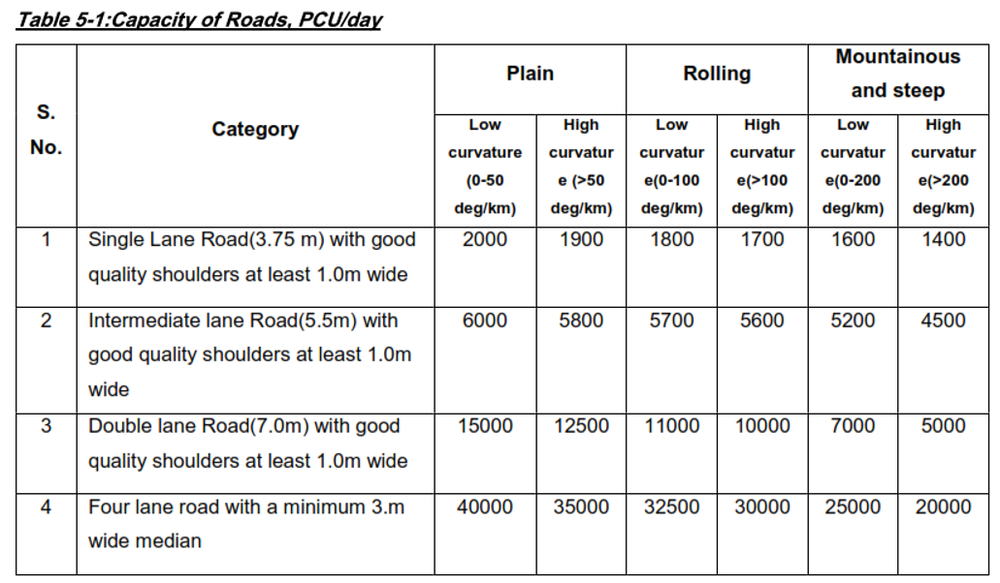 Table 5-1:Capacity of Roads, PCU/day
S. No. Category Plain Rolling Mountainous and steep
Low curvature (0-50 deg/km) High curvatur e (>50 deg/km) Low curvatur e(0-100 deg/km) High curvatur e(>100 deg/km) Low curvatur e(0-200 deg/km) High curvatur e(>200 deg/km)
1 Single Lane Road(3.75 m) with good 2000 1900 1800 1700 1600 1400
quality shoulders at least 1.0m wide
2 Intermediate lane Road(5.5m) with 6000 5800 5700 5600 5200 4500
good quality shoulders at least 1.0m
wide
3 Double lane Road(7.0m) with good 15000 12500 11000 10000 7000 5000
quality shoulders at least 1.0m wide
4 Four lane road with a minimum 3.m 40000 35000 32500 30000 25000 20000
wide median